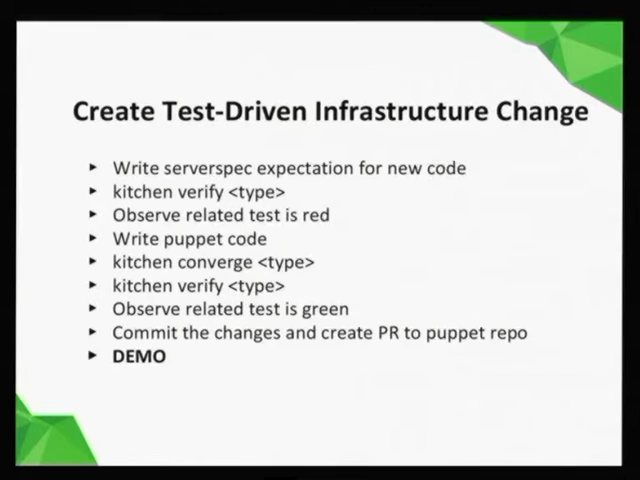 Create Test-Driven Infrastructure Change
Write serverspec expectation for new code
kitchen verify <type>
Observe related test is red
Write puppet code
kitchen converge <type>
kitchen verify <type>
Observe related test is green
Commit the changes and create PR to puppet repo
DEMO